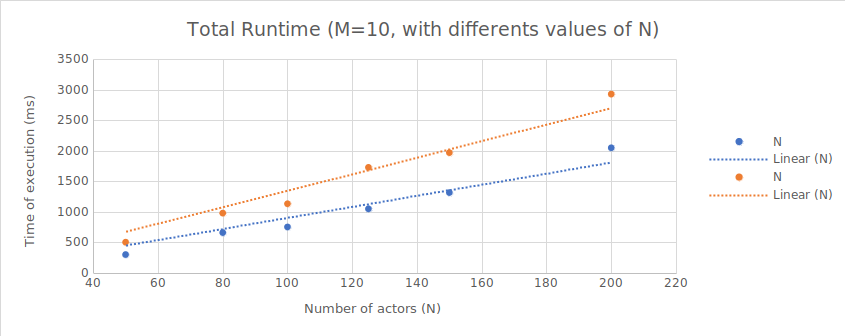 Total Runtime (M=10, with differents values of N)
3500
3000
2500
2000
1500
1000
500
0
Time of execution (ms)
40 60 80 100 120 140 160 180 200 220
Number of actors (N)
N
Linear (N)
N
Linear (N)